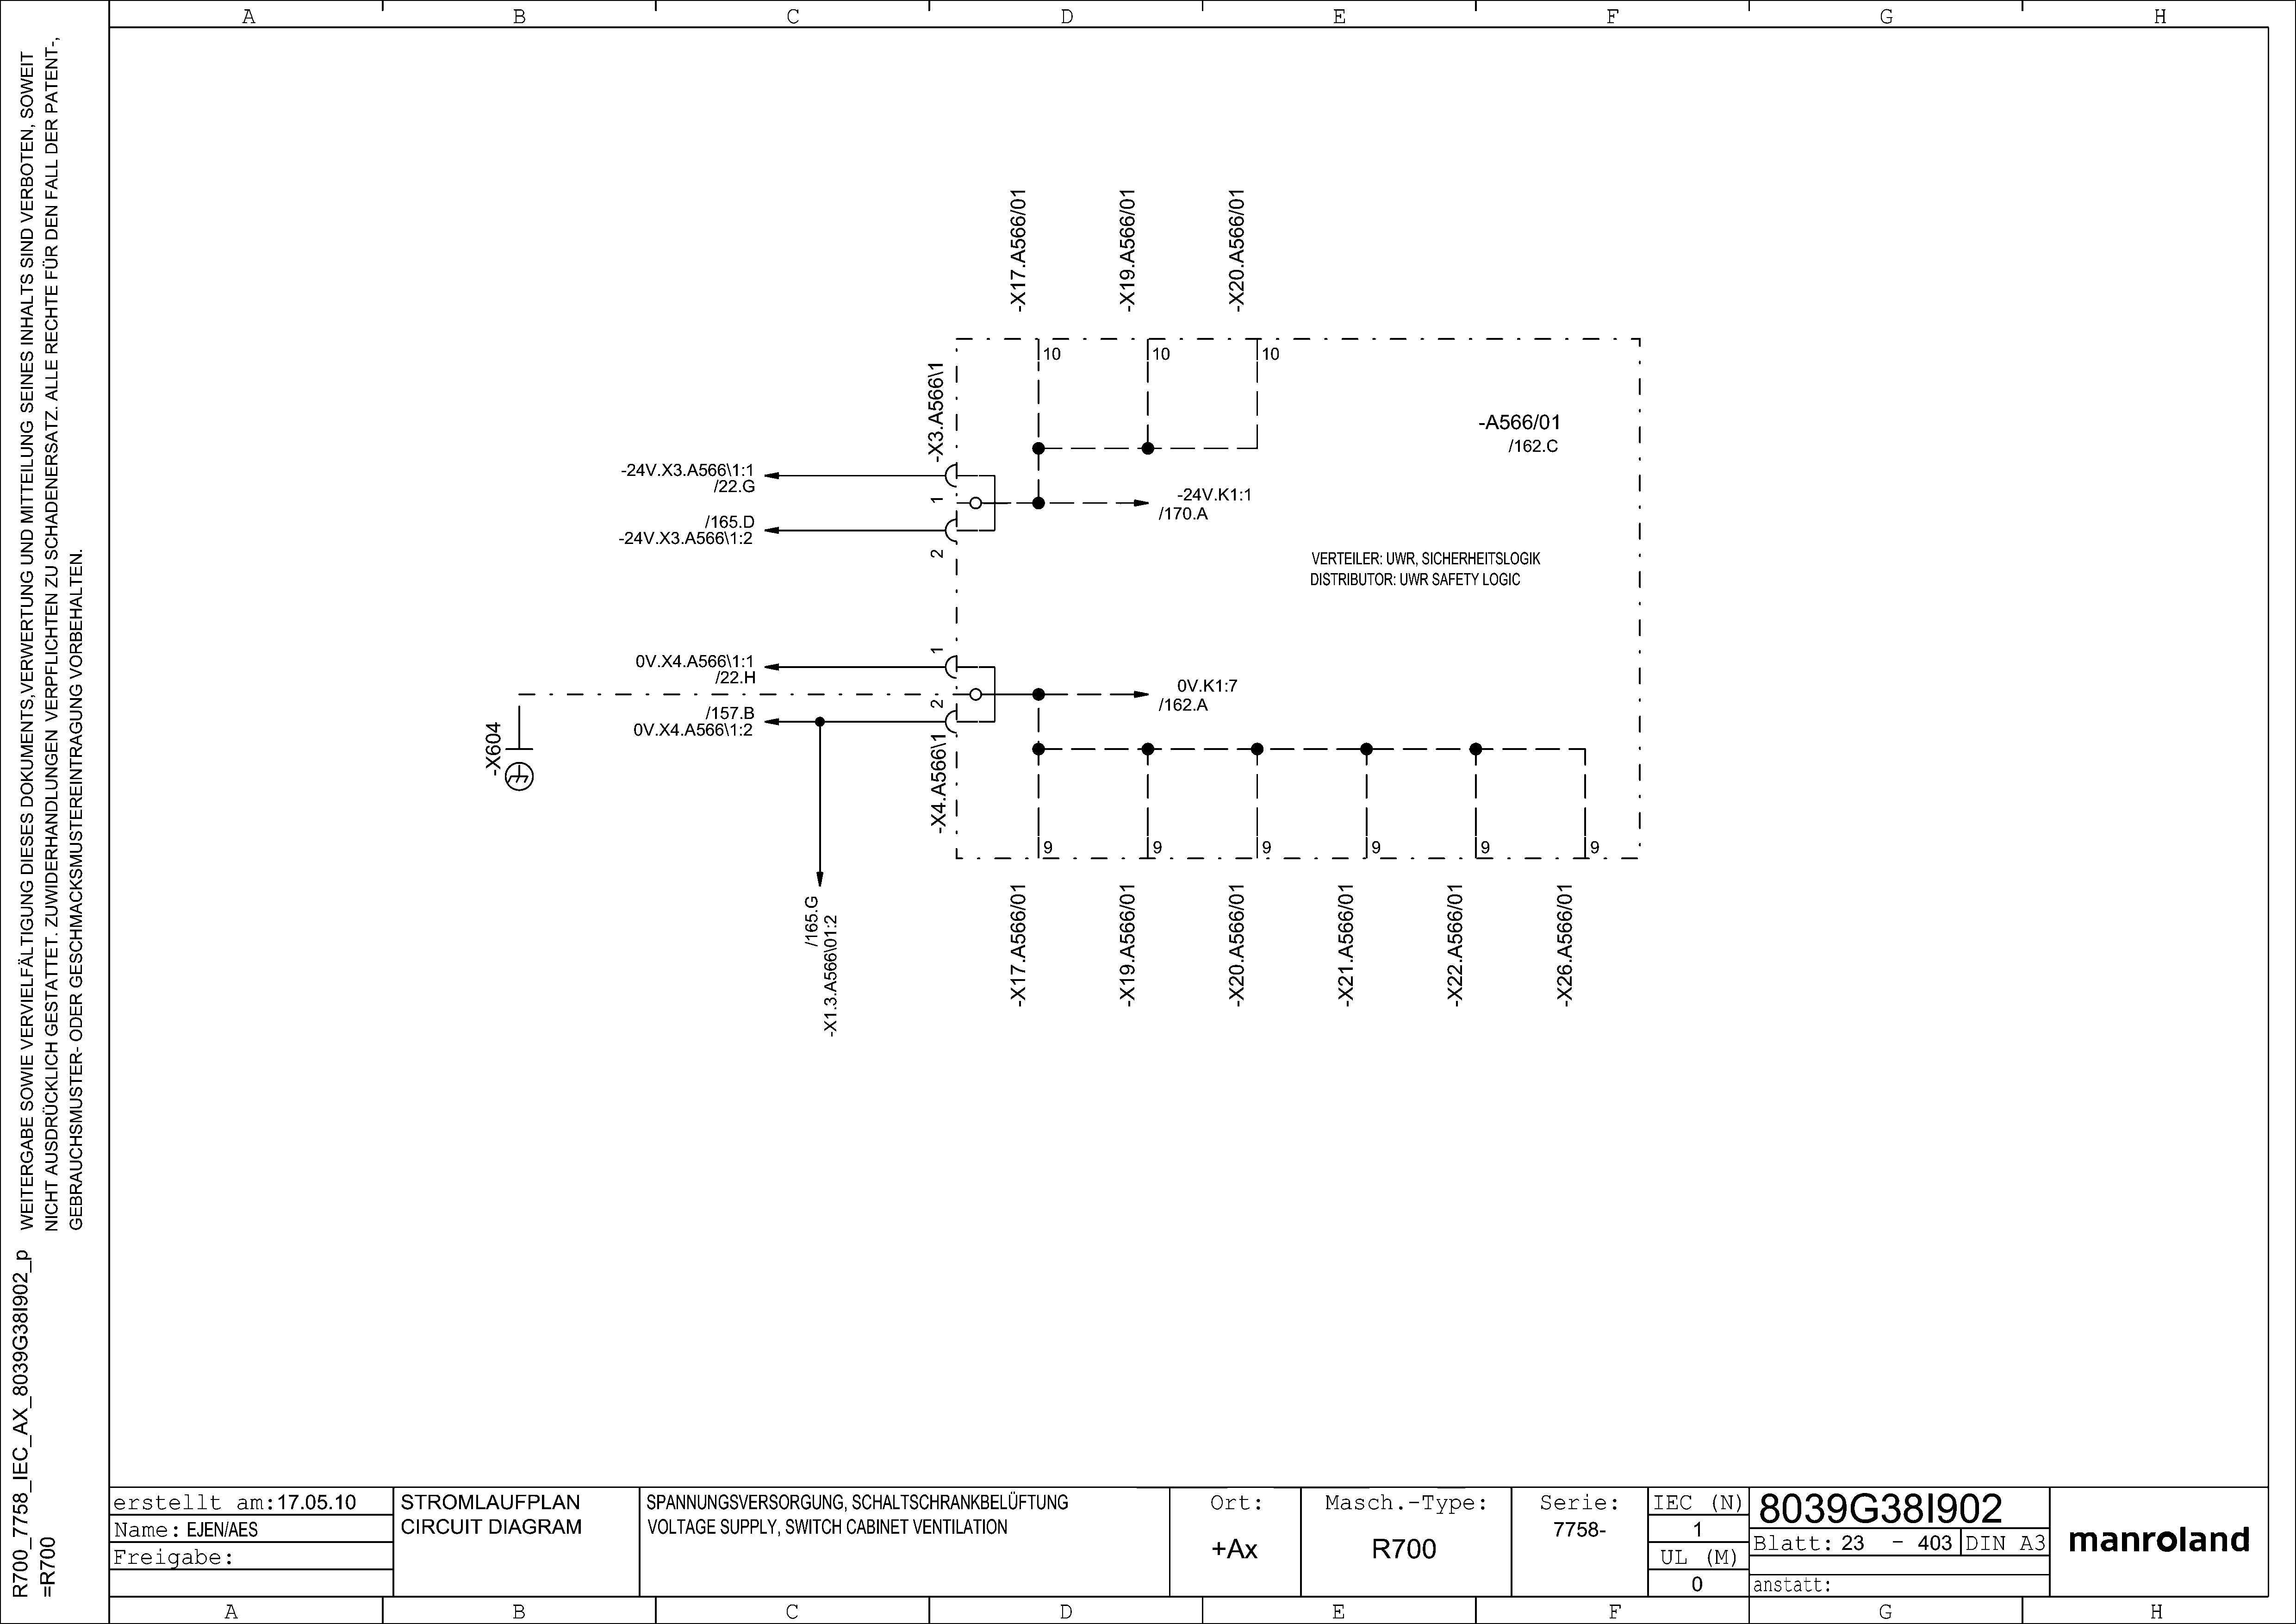 A B C D E F G H
WEITERGABE SOWIE VERVIELFÄLTIGUNG DIESES DOKUMENTS,VERWERTUNG UND MITTEILUNG SEINES INHALTS SIND VERBOTEN, SOWEIT
NICHT AUSDRÜCKLICH GESTATTET. ZUWIDERHANDLUNGEN VERPFLICHTEN ZU SCHADENERSATZ. ALLE RECHTE FÜR DEN FALL DER PATENT-,
GEBRAUCHSMUSTER- ODER GESCHMACKSMUSTEREINTRAGUNG VORBEHALTEN.
R700_7758_IEC_AX_8039G38I902_p
=R700
-X17.A566/01
-X19.A566/01
-X20.A566/01
10 10 10
-X3.A566\1
-A566/01
/162.C
-24V.X3.A566\1:1
/22.G
1
-24V.K1:1
/170.A
/165.D
-24V.X3.A566\1:2
2
VERTEILER: UWR, SICHERHEITSLOGIK
DISTRIBUTOR: UWR SAFETY LOGIC
0V.X4.A566\1:1
/22.H
1
0V.K1:7
/162.A
/157.B
0V.X4.A566\1:2
2
-X604
-X4.A566\1
9 9 9 9 9 9
/165.G
-X1.3.A566\01:2
-X17.A566/01
-X19.A566/01
-X20.A566/01
-X21.A566/01
-X22.A566/01
-X26.A566/01
erstellt am:17.05.10
Name: EJEN/AES
Freigabe:
STROMLAUFPLAN
CIRCUIT DIAGRAM
SPANNUNGSVERSORGUNG, SCHALTSCHRANKBELÜFTUNG
VOLTAGE SUPPLY, SWITCH CABINET VENTILATION
Ort:
+Ax
Masch.-Type:
R700
Serie:
7758-
IEC (N)
1
UL (M)
0
8039G38I902
Blatt: 23 - 403 DIN A3
anstatt:
manroland
A B C D E F G H